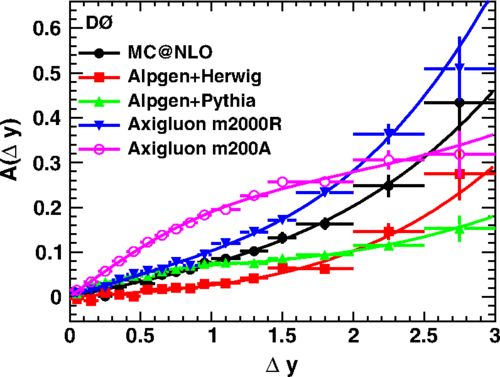 DØ
MC@NLO
Alpgen+Herwig
Alpgen+Pythia
Axigluon m2000R
Axigluon m200A
A(Δ y)
0.6
0.5
0.4
0.3
0.2
0.1
0
0 0.5 1 1.5 2 2.5 3
Δ y